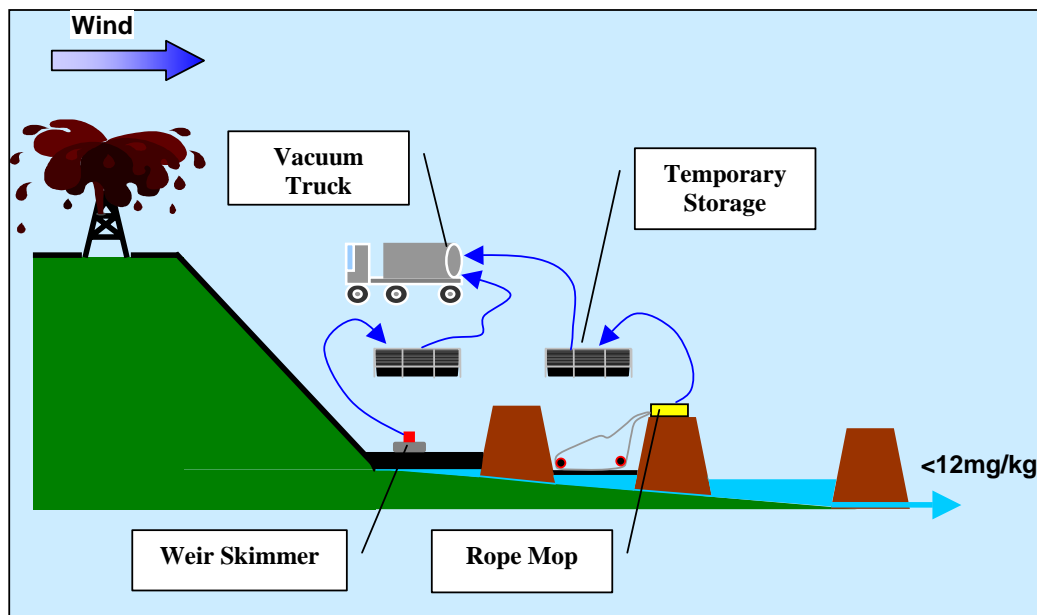 Wind
Vacuum
Truck
Temporary
Storage
<12mg/kg
Weir Skimmer
Rope Mop